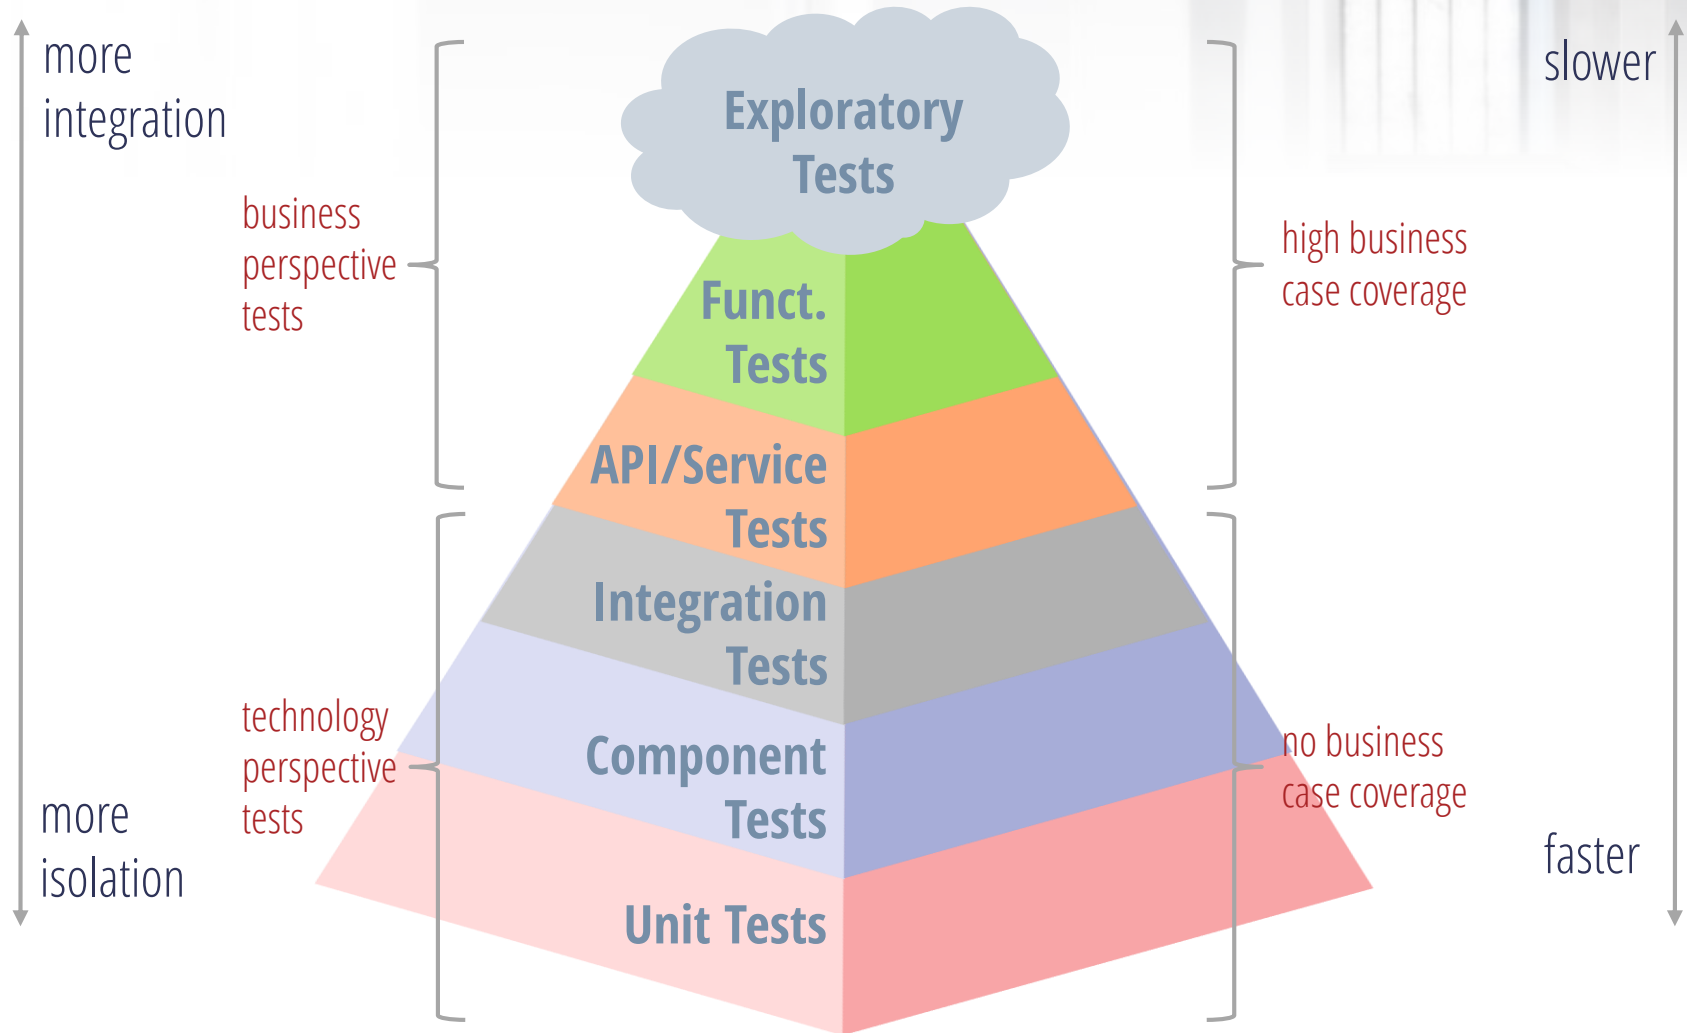 more
integration
slower
Exploratory
Tests
business
perspective
tests
high business
case coverage
Funct.
Tests
API/Service
Tests
Integration
Tests
technology
perspective
tests
no business
case coverage
Component
Tests
more
isolation
faster
Unit Tests